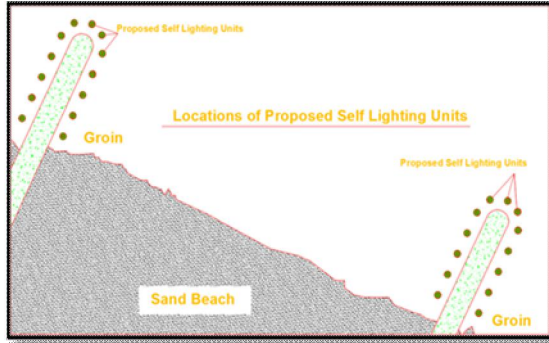 Proposed Self Lighting Units
Locations of Proposed Self Lighting Units
Groin
Proposed Self Lighting Units
Sand Beach
Groin